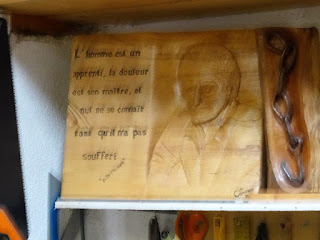 L'homme est un
apprenti, la douleur
est son maître, et
nul ne se connaît
tant qu'il n'a pas
souffert